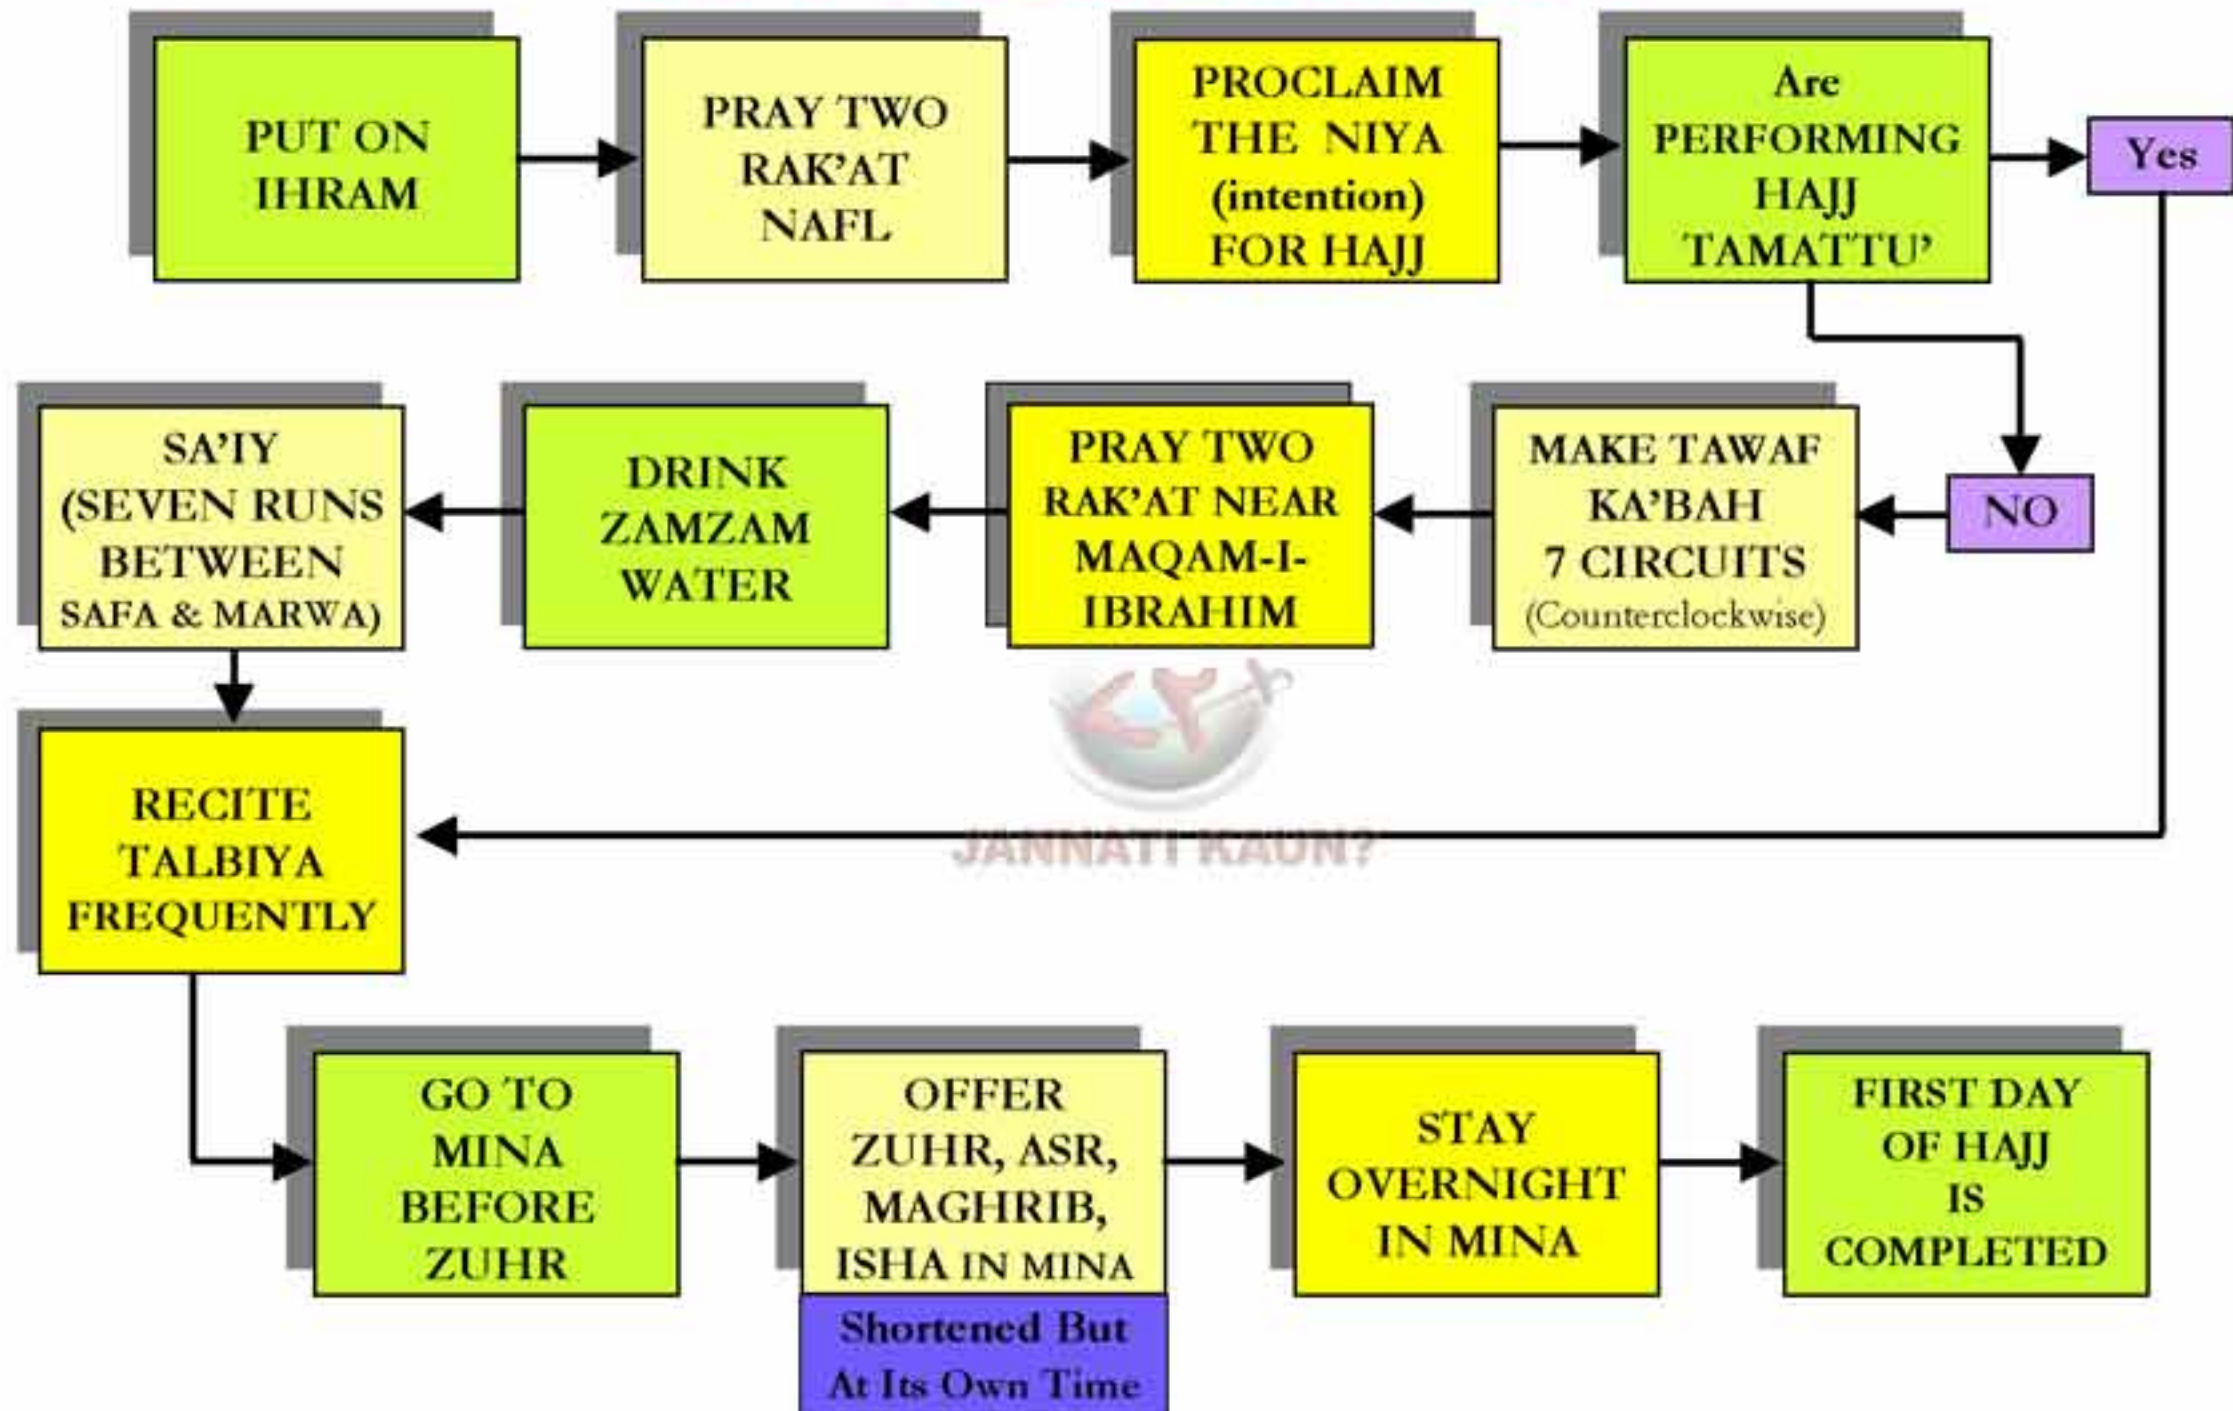 PUT ON
IHRAM
PRAY TWO
RAK'AT
NAFL
PROCLAIM
THE NIYA
(intention)
FOR HAJJ
Are
PERFORMING
HAJJ
TAMATTU'
Yes
SA'IY
(SEVEN RUNS
BETWEEN
SAFA & MARWA)
DRINK
ZAMZAM
WATER
PRAY TWO
RAK'AT NEAR
MAQAM-I-
IBRAHIM
MAKE TAWAF
KA'BAH
7 CIRCUITS
(Counterclockwise)
NO
JANNATI KAUN?
RECITE
TALBIYA
FREQUENTLY
GO TO
MINA
BEFORE
ZUHR
OFFER
ZUHR, ASR,
MAGHRIB,
ISHA IN MINA
Shortened But
At Its Own Time
STAY
OVERNIGHT
IN MINA
FIRST DAY
OF HAJJ
IS
COMPLETED